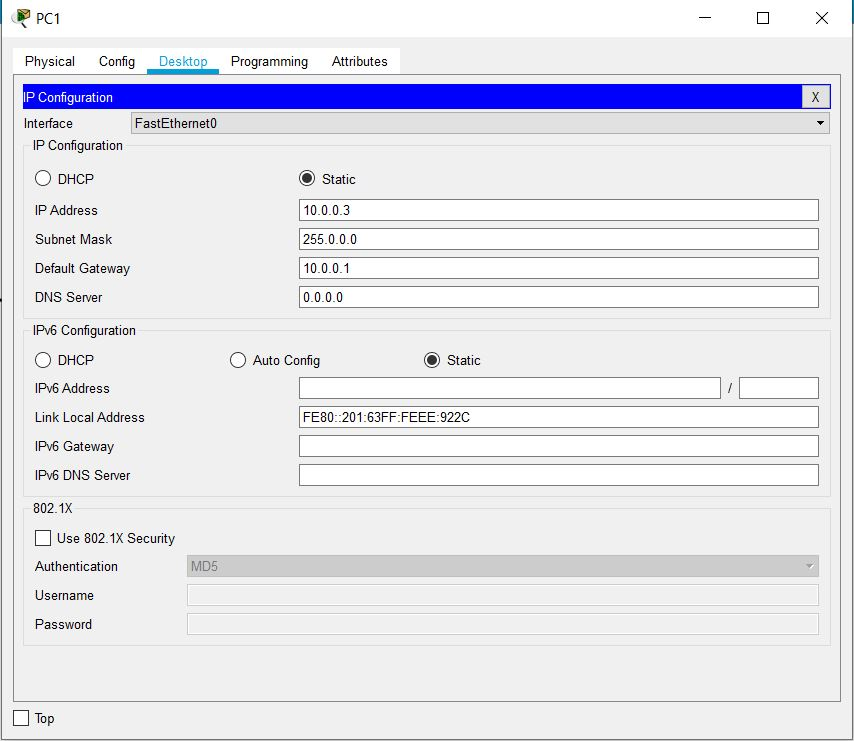 PC1
Physical Config Desktop Programming Attributes
IP Configuration X
Interface FastEthernet0
IP Configuration
DHCP Static
IP Address 10.0.0.3
Subnet Mask 255.0.0.0
Default Gateway 10.0.0.1
DNS Server 0.0.0.0
IPv6 Configuration
DHCP Auto Config Static
IPv6 Address /
Link Local Address FE80::201:63FF:FEEE:922C
IPv6 Gateway
IPv6 DNS Server
802.1X
Use 802.1X Security
Authentication MD5
Username
Password
Top